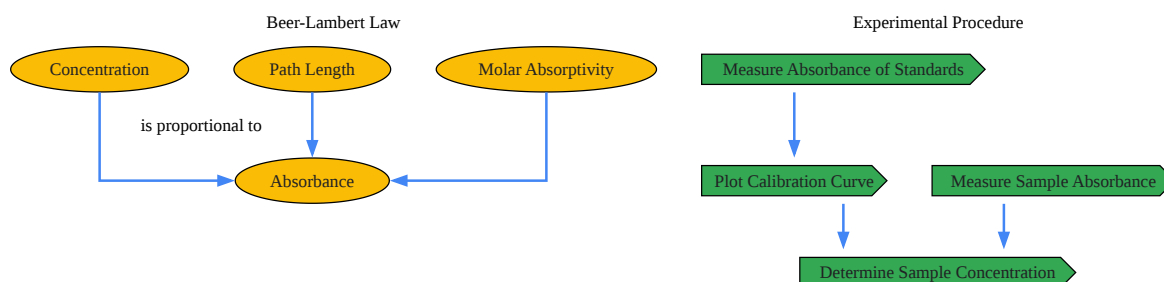 Beer-Lambert Law
Concentration
Path Length
Molar Absorptivity
is proportional to
Absorbance
Experimental Procedure
Measure Absorbance of Standards
Plot Calibration Curve
Measure Sample Absorbance
Determine Sample Concentration